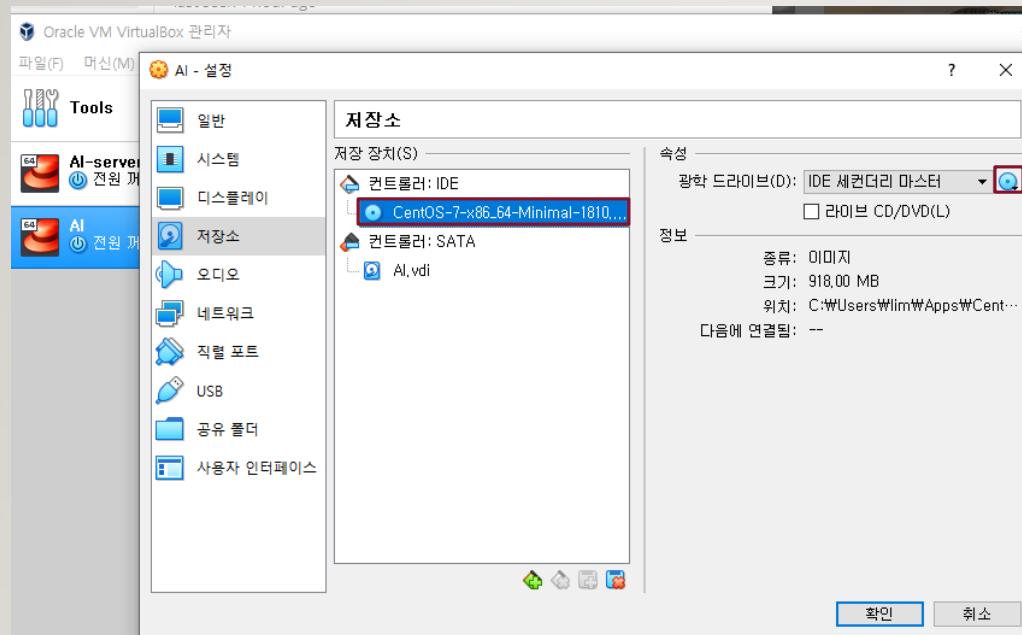 Oracle VM VirtualBox 관리자
파일(F) 머신(M)
Tools
64 AI-server
전원 꺼
64 AI
전원 꺼
AI - 설정 ?
일반
시스템
디스플레이
저장소
오디오
네트워크
직렬 포트
USB
공유 폴더
사용자 인터페이스
저장소
저장 장치(S)
컨트롤러: IDE
CentOS-7-x86_64-Minimal-1810,...
컨트롤러: SATA
AI,vdi
속성
광학 드라이브(D): IDE 세컨더리 마스터
라이브 CD/DVD(L)
정보
종류: 이미지
크기: 918,00 MB
위치: C:₩Users₩lim₩Apps₩Cent...
다음에 연결됨: --
확인 취소